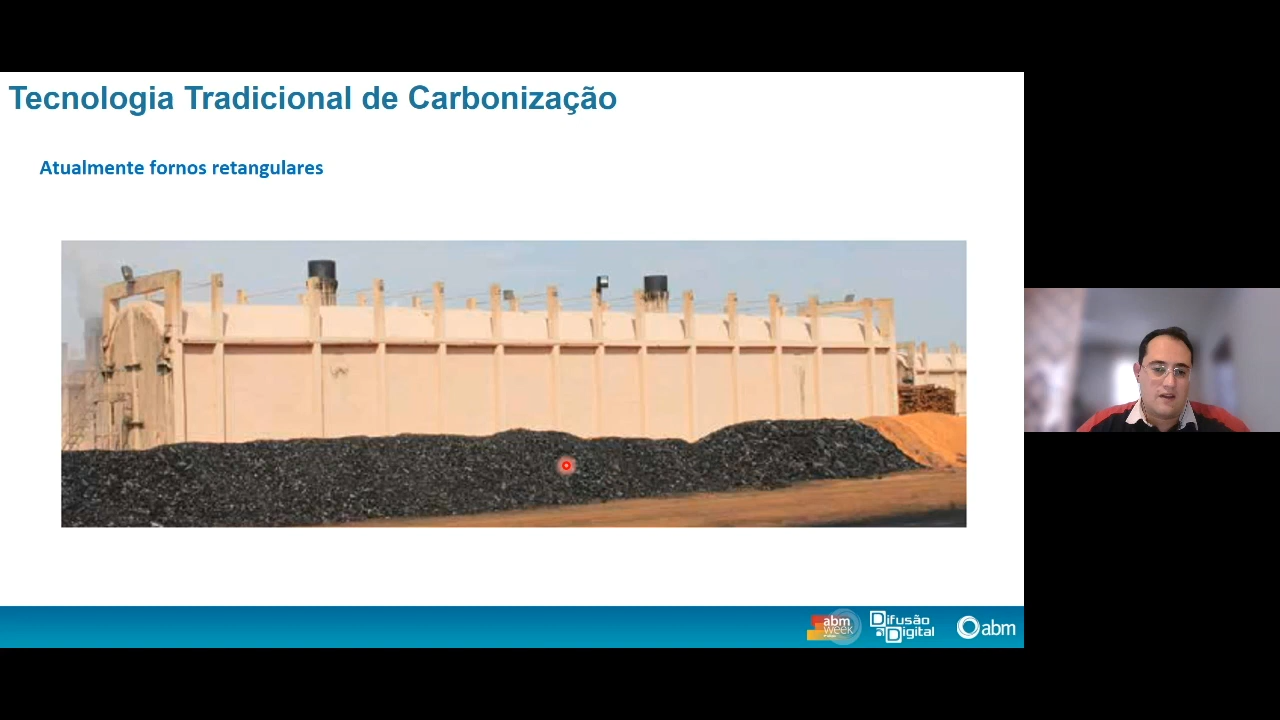 Tecnologia Tradicional de Carbonização
Atualmente fornos retangulares
abm
week
Difusão
Digital
abm